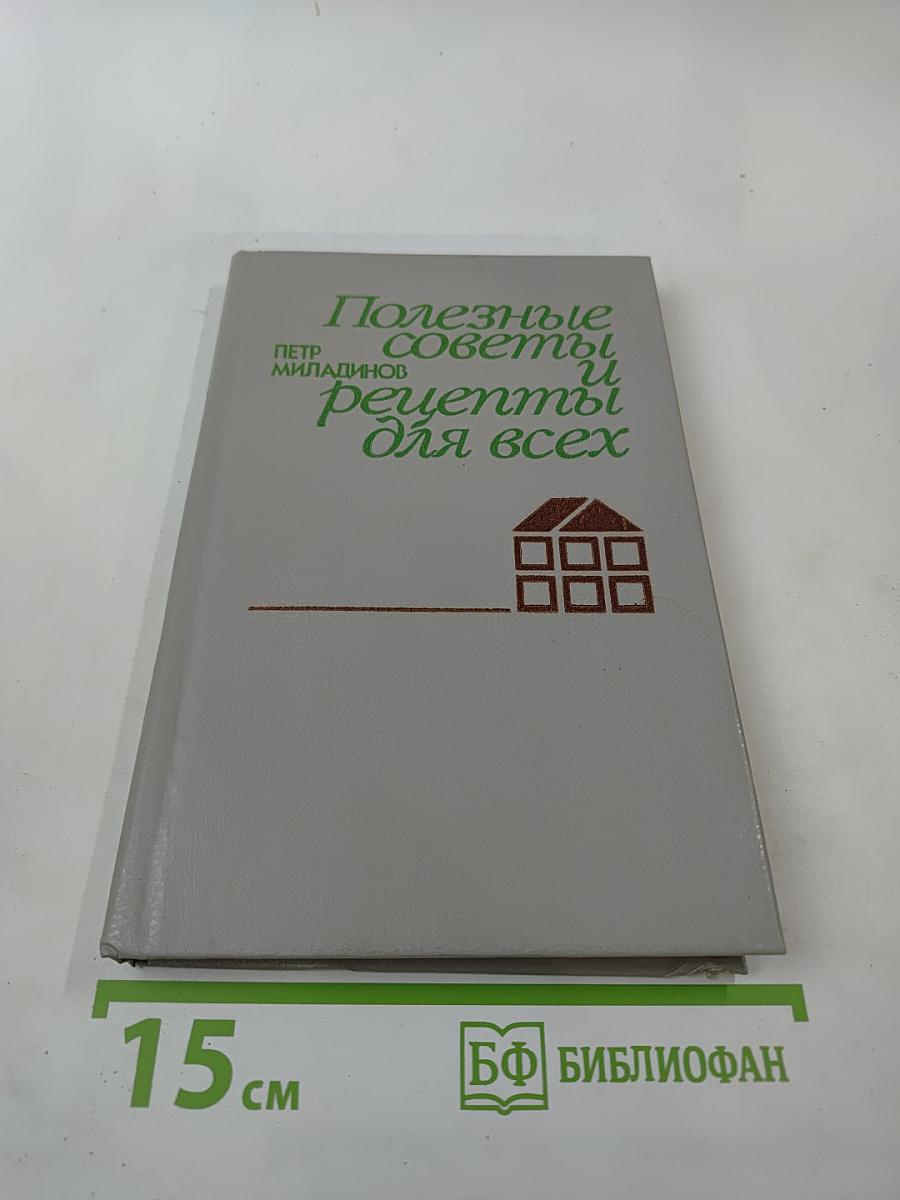 Полезные
советы
ПЕТР
МИЛАДИНОВ
и
рецепты
для всех
15 см
БФ БИБЛИОФАН